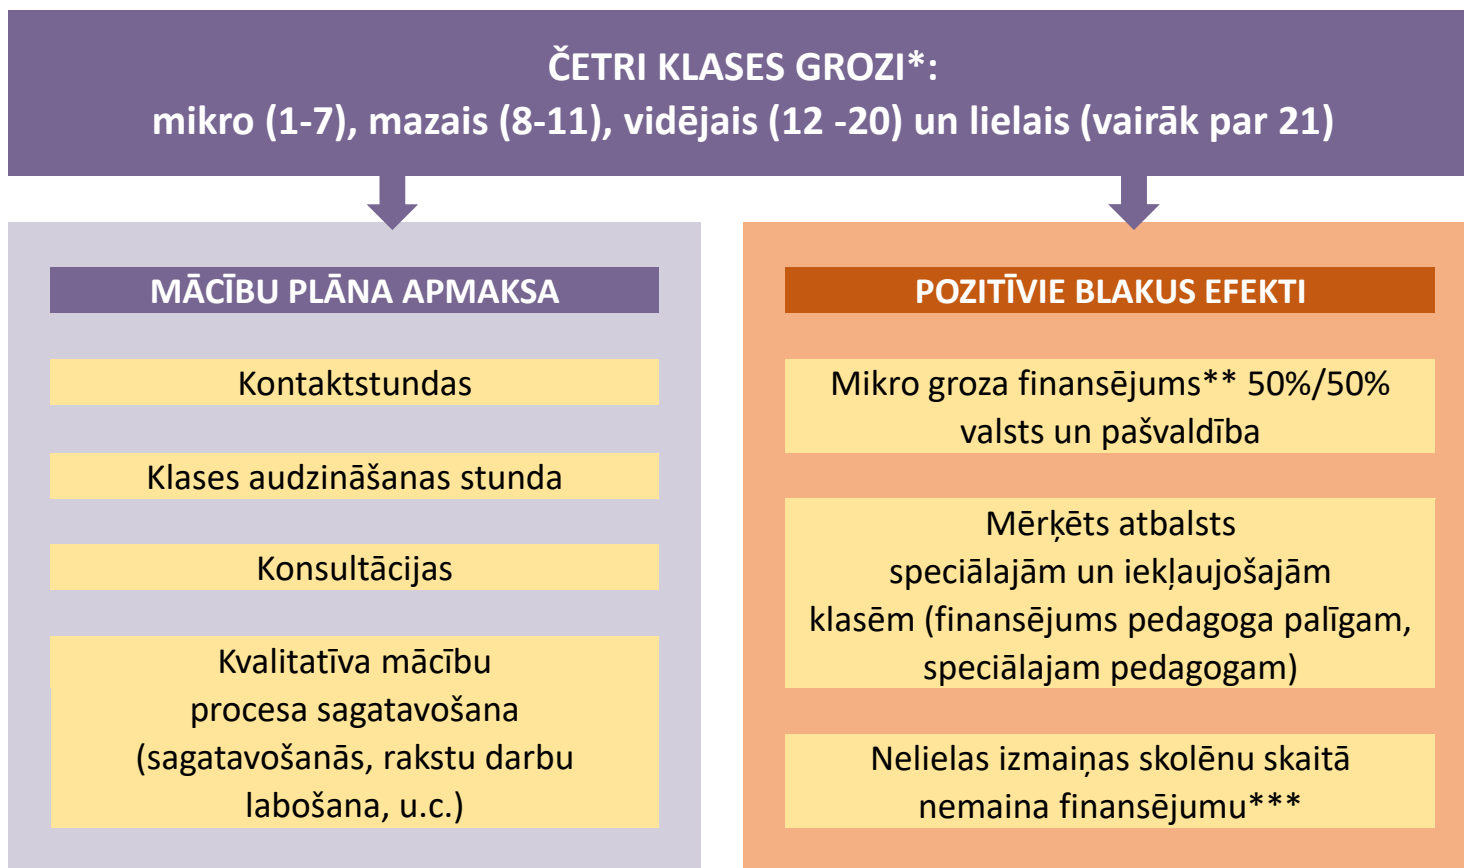 ČETRI KLASES GROZI*:
mikro (1-7), mazais (8-11), vidējais (12 -20) un lielais (vairāk par 21)
MĀCĪBU PLĀNA APMAKSA
Kontaktstundas
Klases audzināšanas stunda
Konsultācijas
Kvalitatīva mācību
procesa sagatavošana
(sagatavošanās, rakstu darbu
labošana, u.c.)
POZITĪVIE BLAKUS EFEKTI
Mikro groza finansējums** 50%/50%
valsts un pašvaldība
Mērķēts atbalsts
speciālajām un iekļaujošajām
klasēm (finansējums pedagoga palīgam,
speciālajam pedagogam)
Nelielas izmaiņas skolēnu skaitā
nemaina finansējumu***